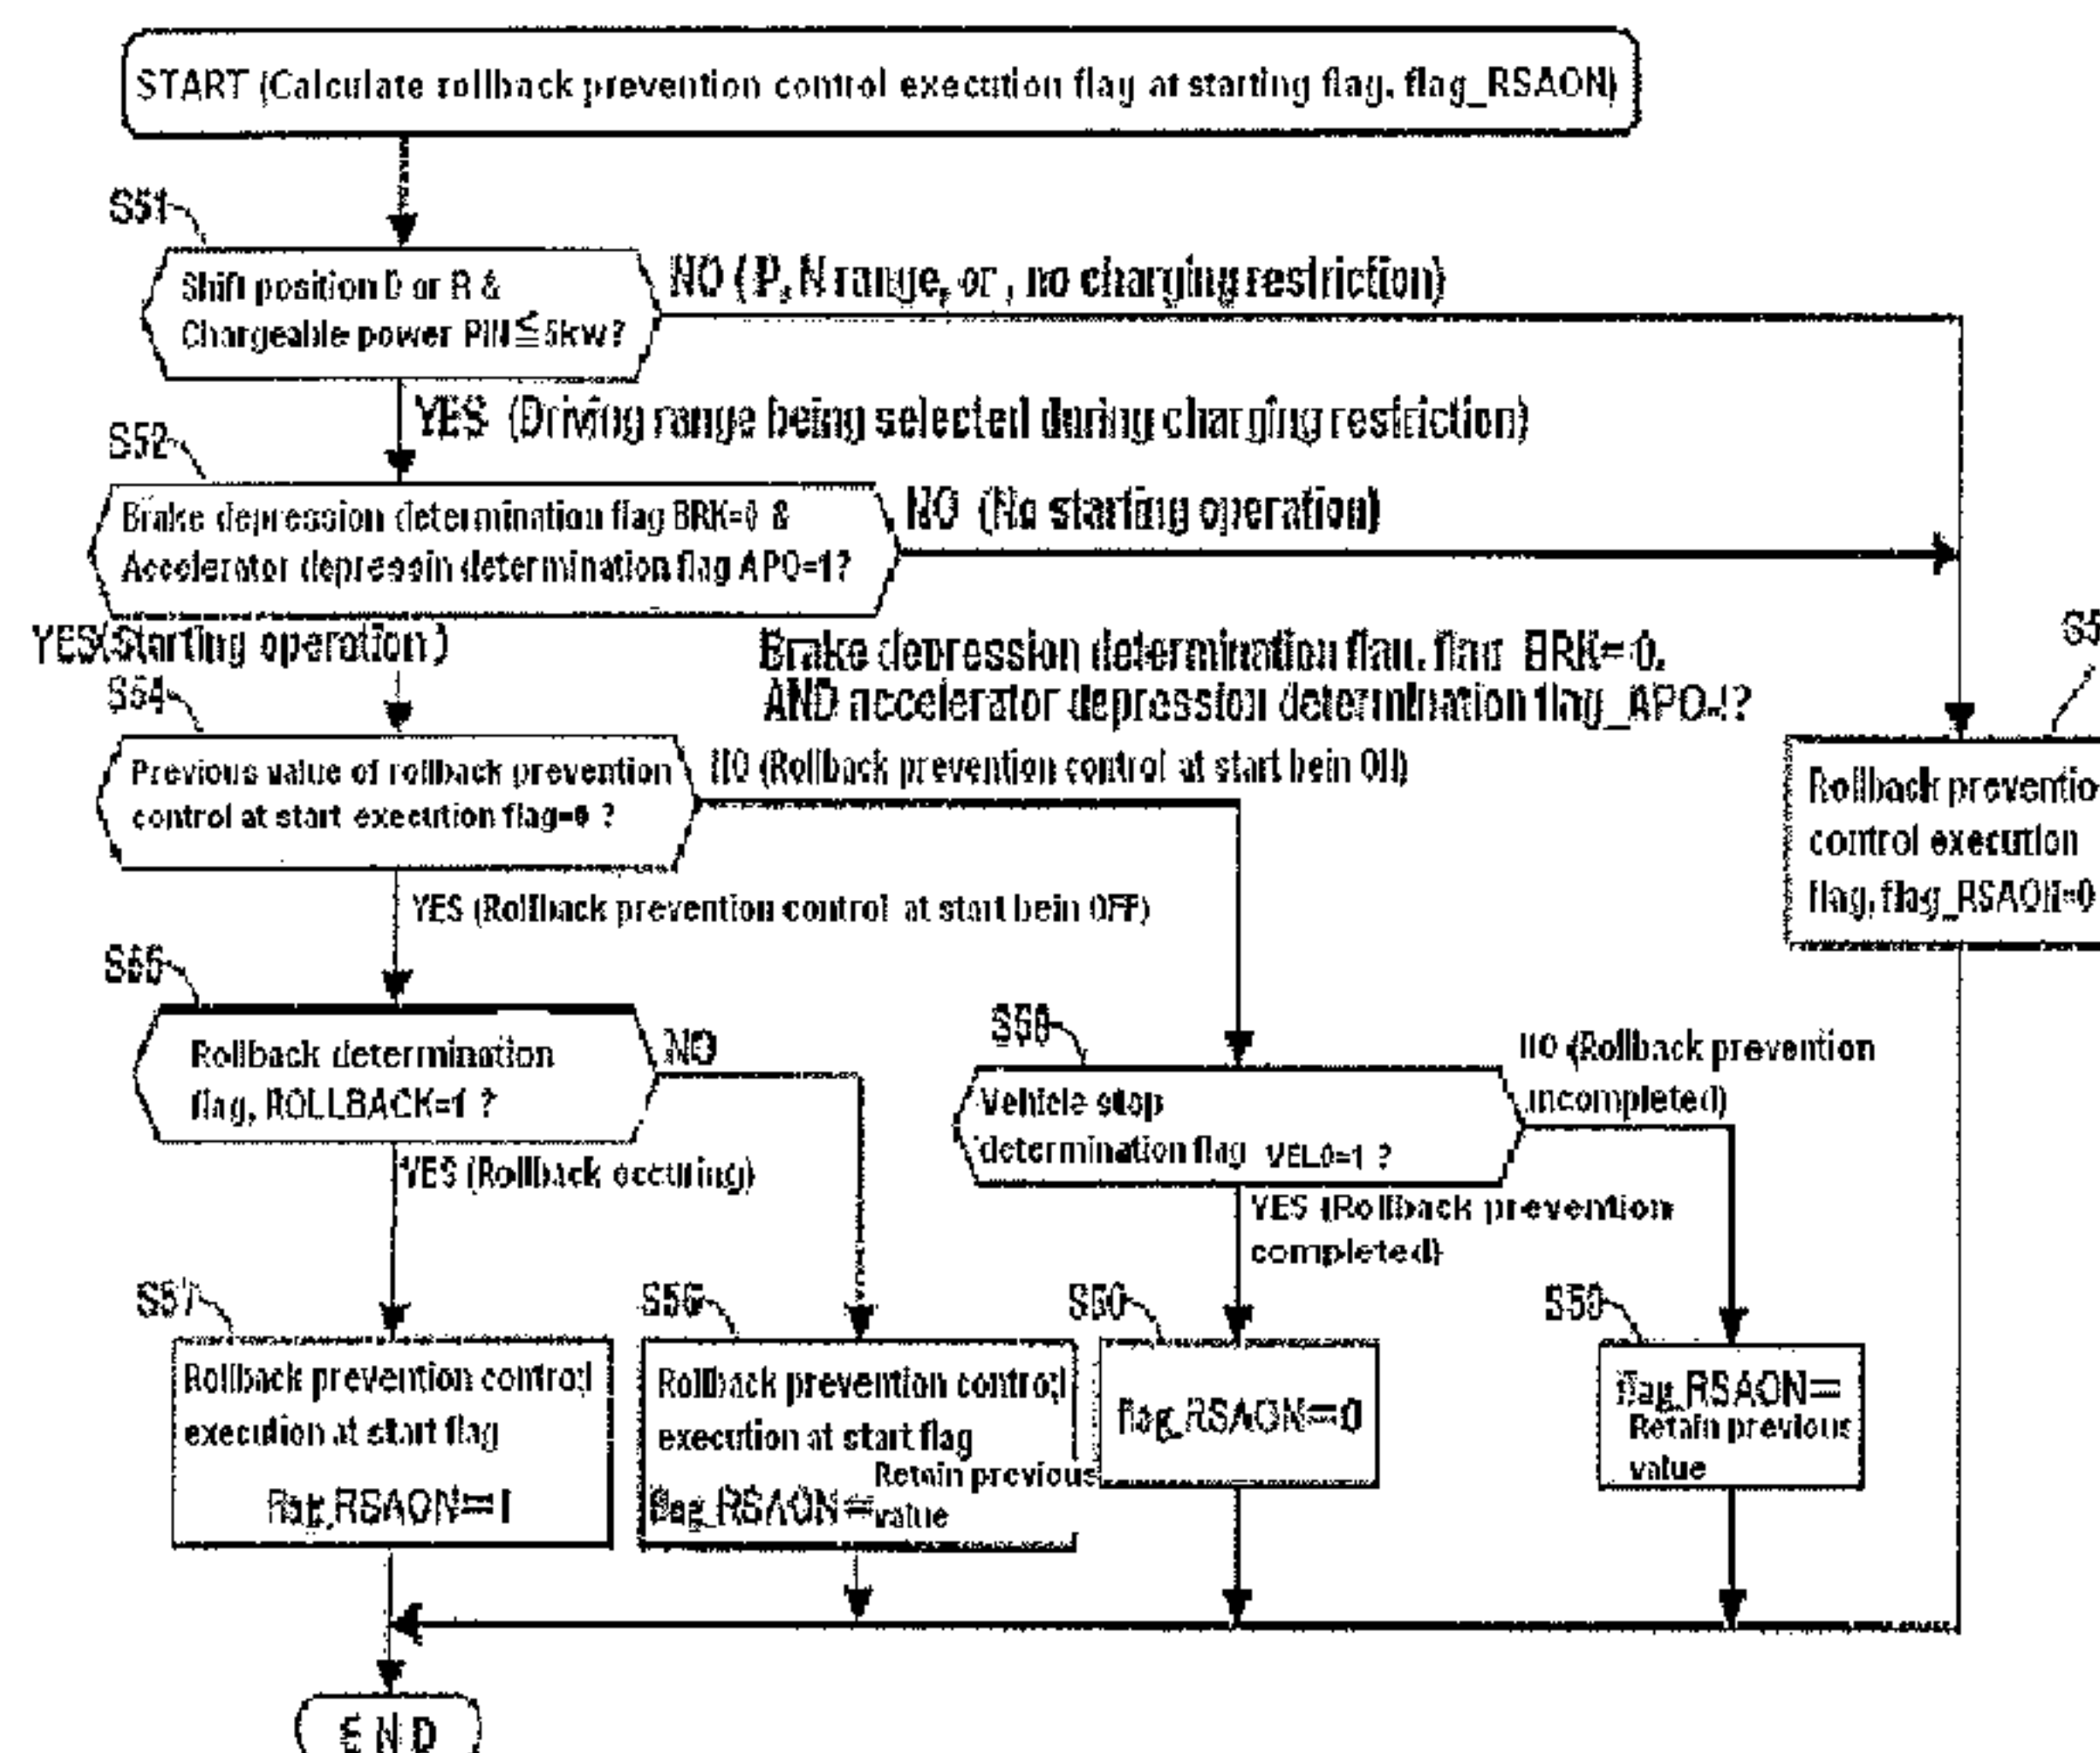 START (Calculate rollback prevention control execution flag at starting flag, flag_RSAON)
S51
Shift position D or R &
Chargeable power PIN≦5kw?
NO ( P, N range, or , no charging restriction)
YES (Driving range being selected during charging restriction)
S52
Brake depression determination flag BRK=0 &
Accelerator depressin determination flag APO=1?
NO (No starting operation)
YES(Starting operation )
Brake depression determination flag, flag BRK=0,
AND accelerator depression determination flag_APO
S54
Previous value of rollback prevention
control at start execution flag=0 ?
NO (Rollback prevention control at start bein ON)
Rollback preventio
control execution
flag, flag_RSAON=0
YES (Rollback prevention control at start bein OFF)
S55
Rollback determination
flag, ROLLBACK=1 ?
NO
S58
Vehicle stop
determination flag VEL0=1 ?
NO (Rollback prevention
incompleted)
YES (Rollback occuring)
YES (Rollback prevention
completed)
S57
Rollback prevention control
execution at start flag
flag_RSAON=1
S56
Rollback prevention control
execution at start flag
flag_RSAON= Retain previous
value
S60
flag_RSAON=0
S59
flag_RSAON=
Retain previous
value
END